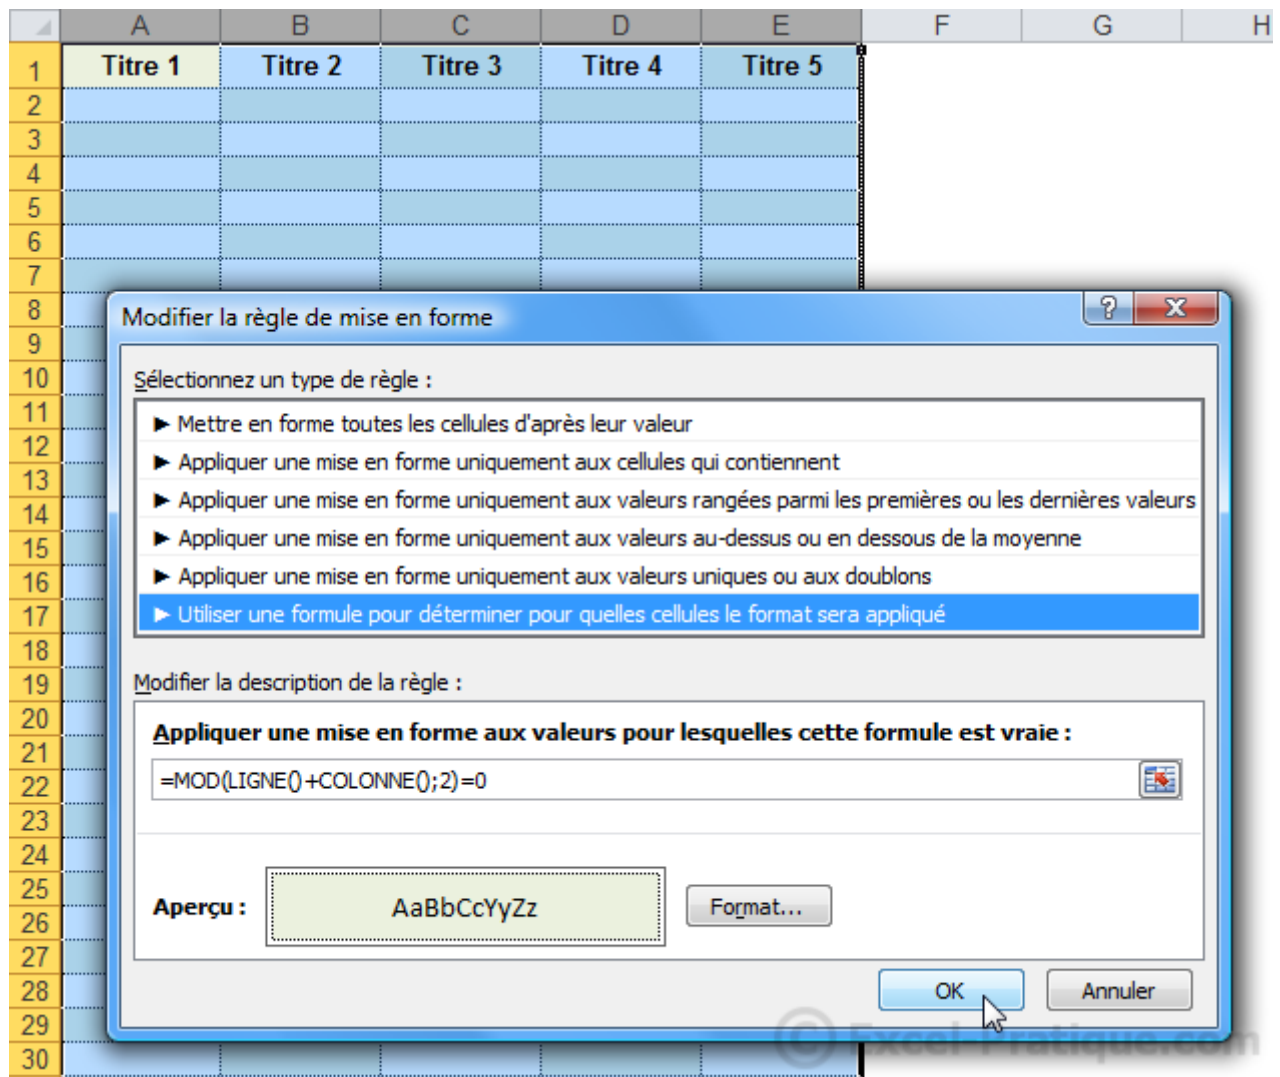 A B C D E F G H
1 Titre 1 Titre 2 Titre 3 Titre 4 Titre 5
2
3
4
5
6
7
8
Modifier la règle de mise en forme ? X
9
10
Sélectionnez un type de règle :
11
► Mettre en forme toutes les cellules d'après leur valeur
12
► Appliquer une mise en forme uniquement aux cellules qui contiennent
13
► Appliquer une mise en forme uniquement aux valeurs rangées parmi les premières ou les dernières valeurs
14
15
► Appliquer une mise en forme uniquement aux valeurs au-dessus ou en dessous de la moyenne
16
► Appliquer une mise en forme uniquement aux valeurs uniques ou aux doublons
17
► Utiliser une formule pour déterminer pour quelles cellules le format sera appliqué
18
19
Modifier la description de la règle :
20
Appliquer une mise en forme aux valeurs pour lesquelles cette formule est vraie :
21
22
=MOD(LIGNE()+COLONNE();2)=0
23
24
25
Aperçu : AaBbCcYyZz Format...
26
27
28
OK Annuler
29
© Excel-Pratique.com
30